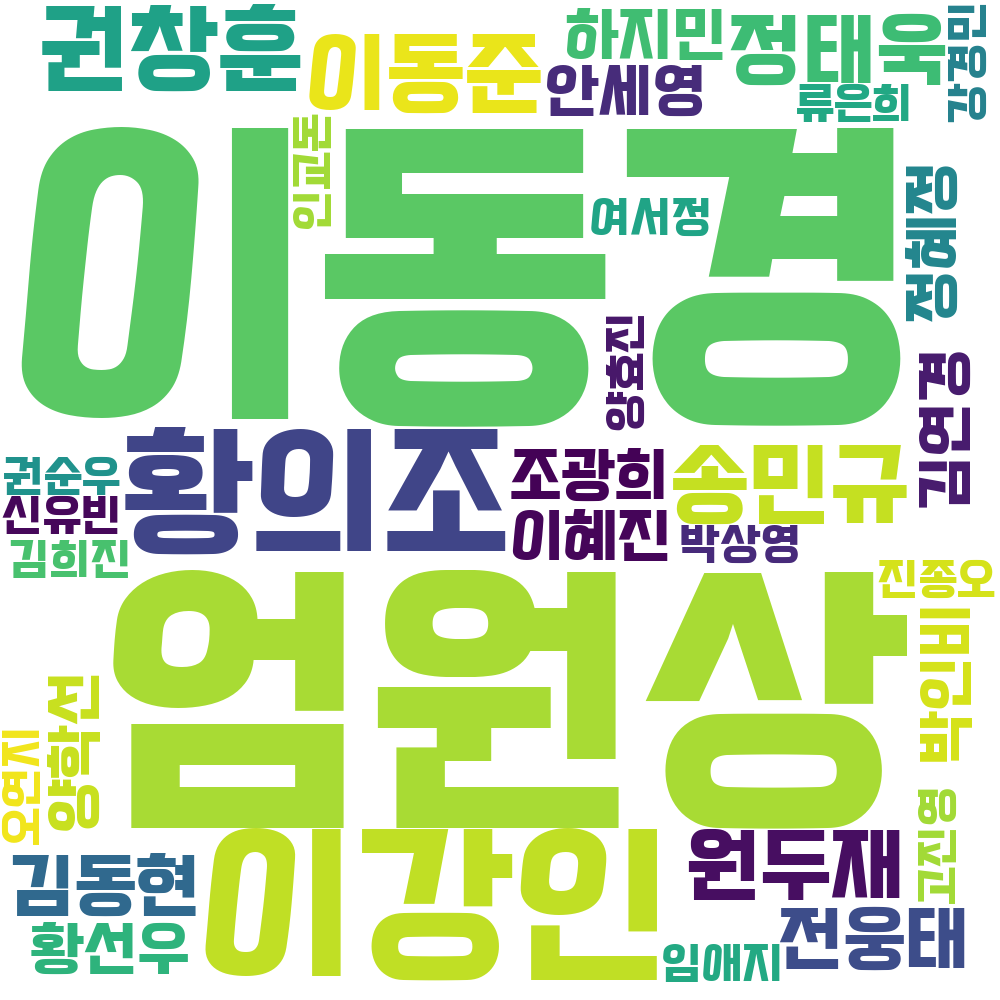 권창훈
이동준
하지민
정태욱
강경민
안세영
류은희
이동경
인교돈
여서정
정혜정
양효진
김연경
황의조
권순우
신유빈
김희진
조광희
송민규
이혜진
박상영
엄원상
진종오
박인비
양학선
오연지
고진영
이강인
김동현
원두재
황선우
전웅태
임애지